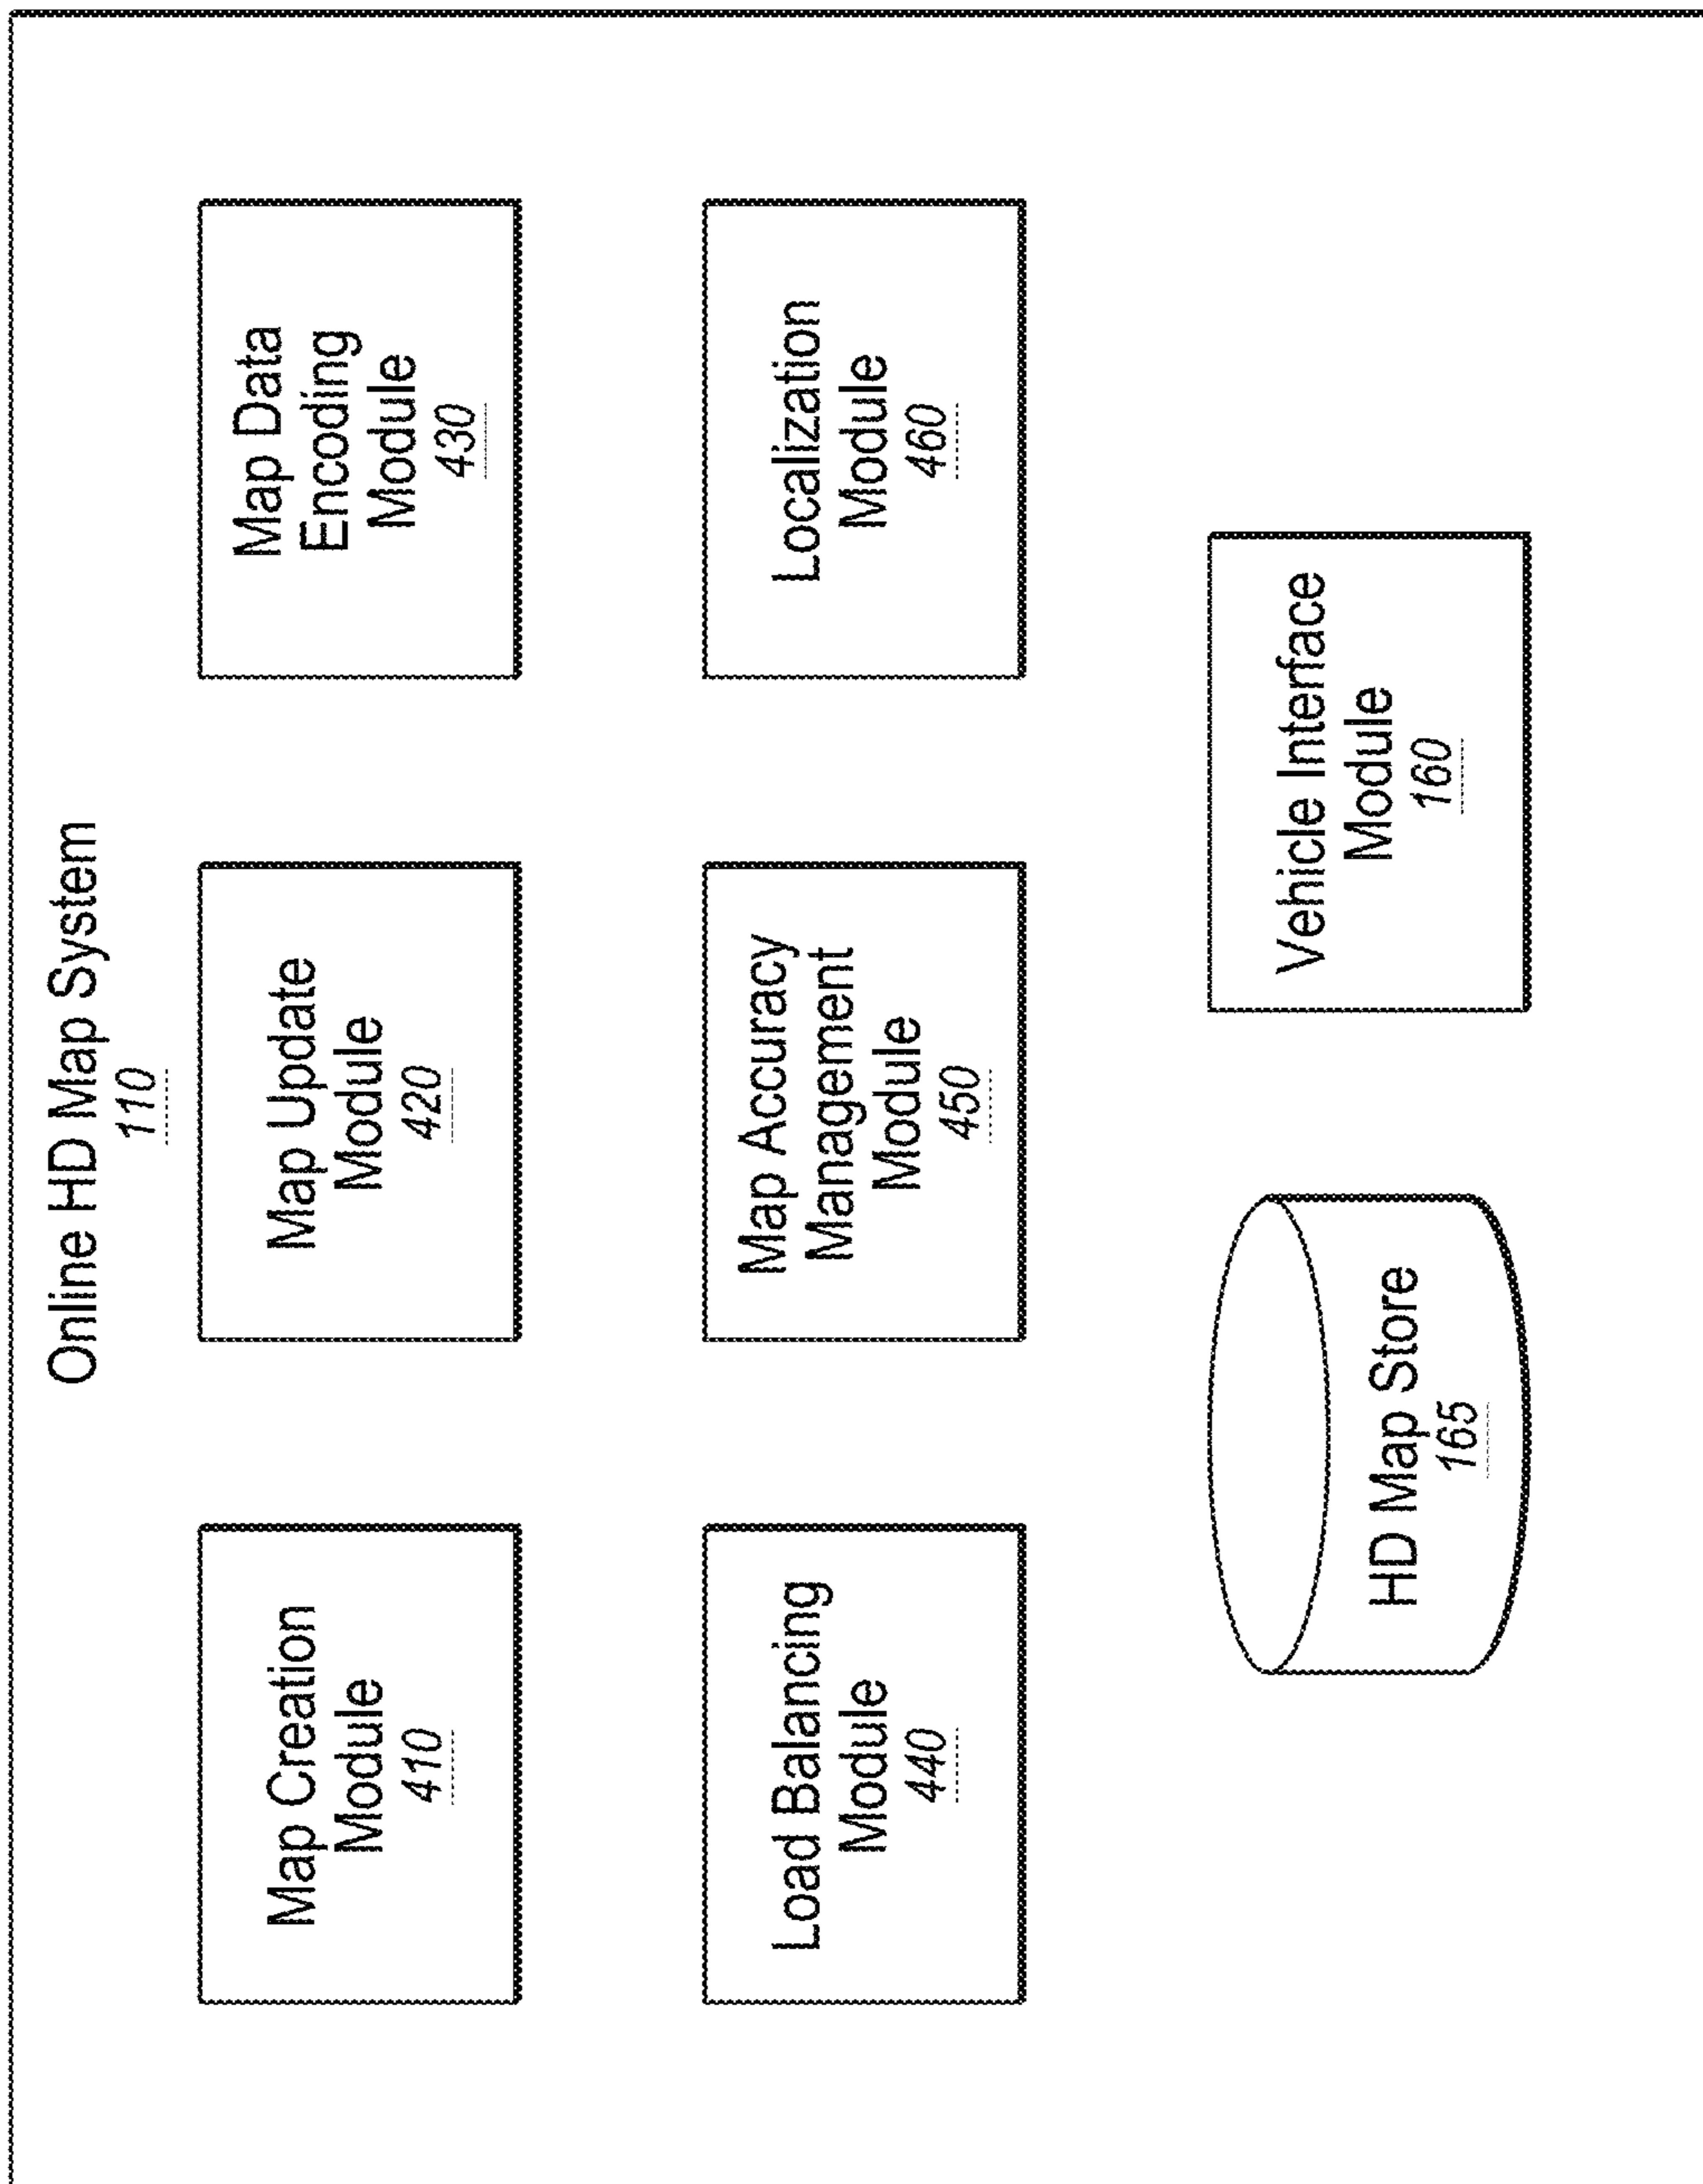 Online HD Map System
110
Map Creation
Module
410
Map Update
Module
420
Map Data
Encoding
Module
430
Load Balancing
Module
440
Map Accuracy
Management
Module
450
Localization
Module
460
HD Map Store
165
Vehicle Interface
Module
160